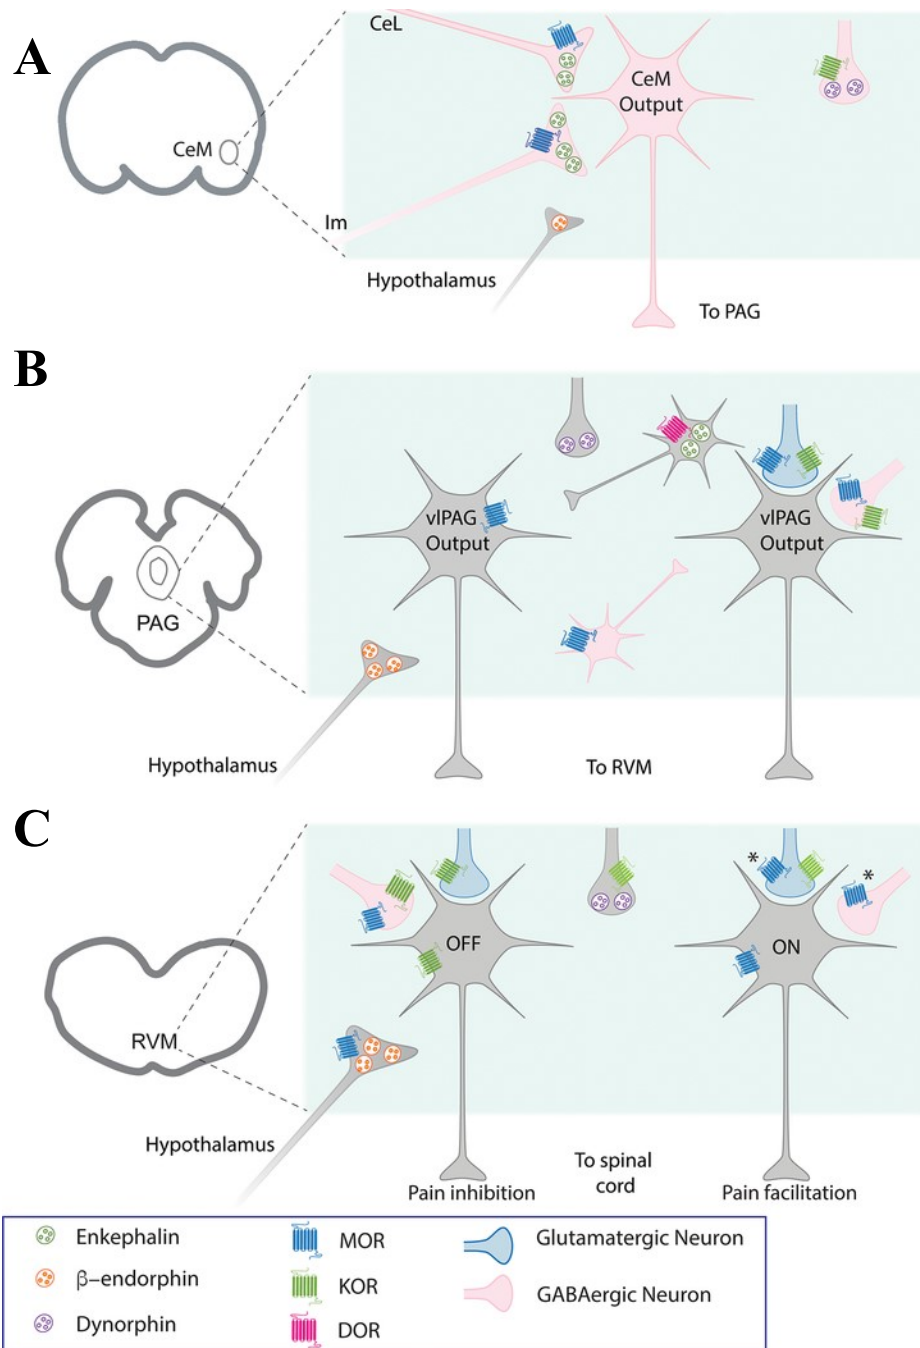 A
CeL
CeM
Output
CeM
Im
Hypothalamus
To PAG
B
vlPAG
Output
vlPAG
Output
PAG
Hypothalamus
To RVM
C
*
*
OFF
ON
RVM
Hypothalamus
To spinal
cord
Pain inhibition
Pain facilitation
Enkephalin
MOR
Glutamatergic Neuron
β–endorphin
KOR
GABAergic Neuron
Dynorphin
DOR